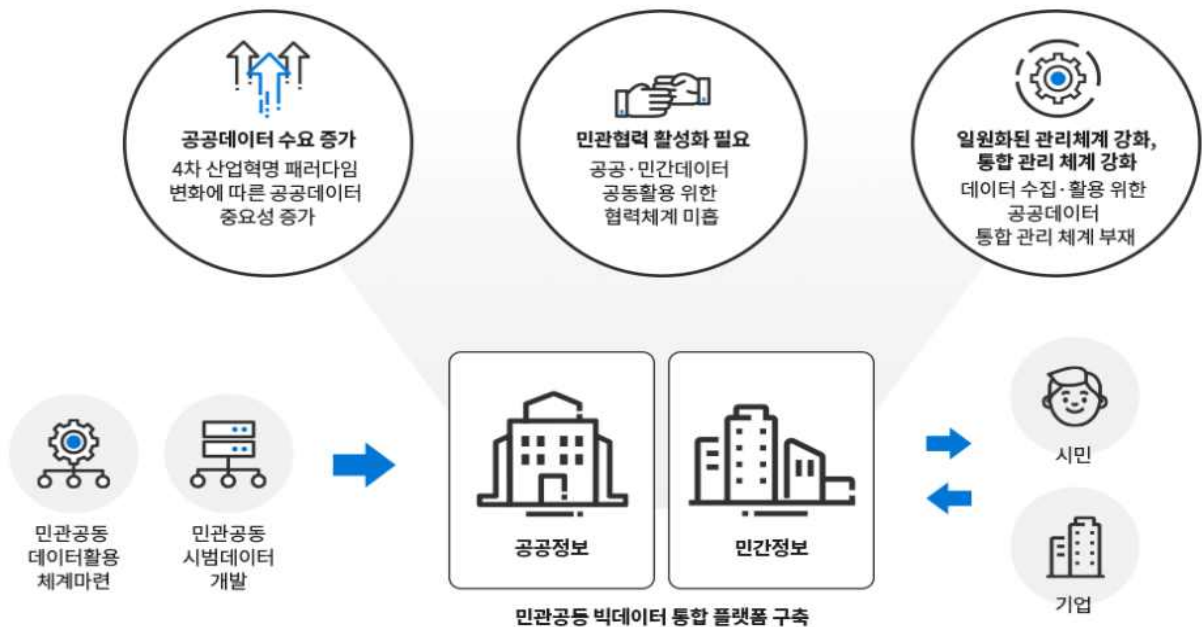 공공데이터 수요 증가
4차 산업혁명 패러다임
변화에 따른 공공데이터
중요성 증가
민관협력 활성화 필요
공공·민간데이터
공동활용 위한
협력체계 미흡
일원화된 관리체계 강화,
통합 관리 체계 강화
데이터 수집·활용 위한
공공데이터
통합 관리 체계 부재
민관공동
데이터활용
체계마련
민관공동
시범데이터
개발
공공정보
민간정보
민관공동 빅데이터 통합 플랫폼 구축
시민
기업